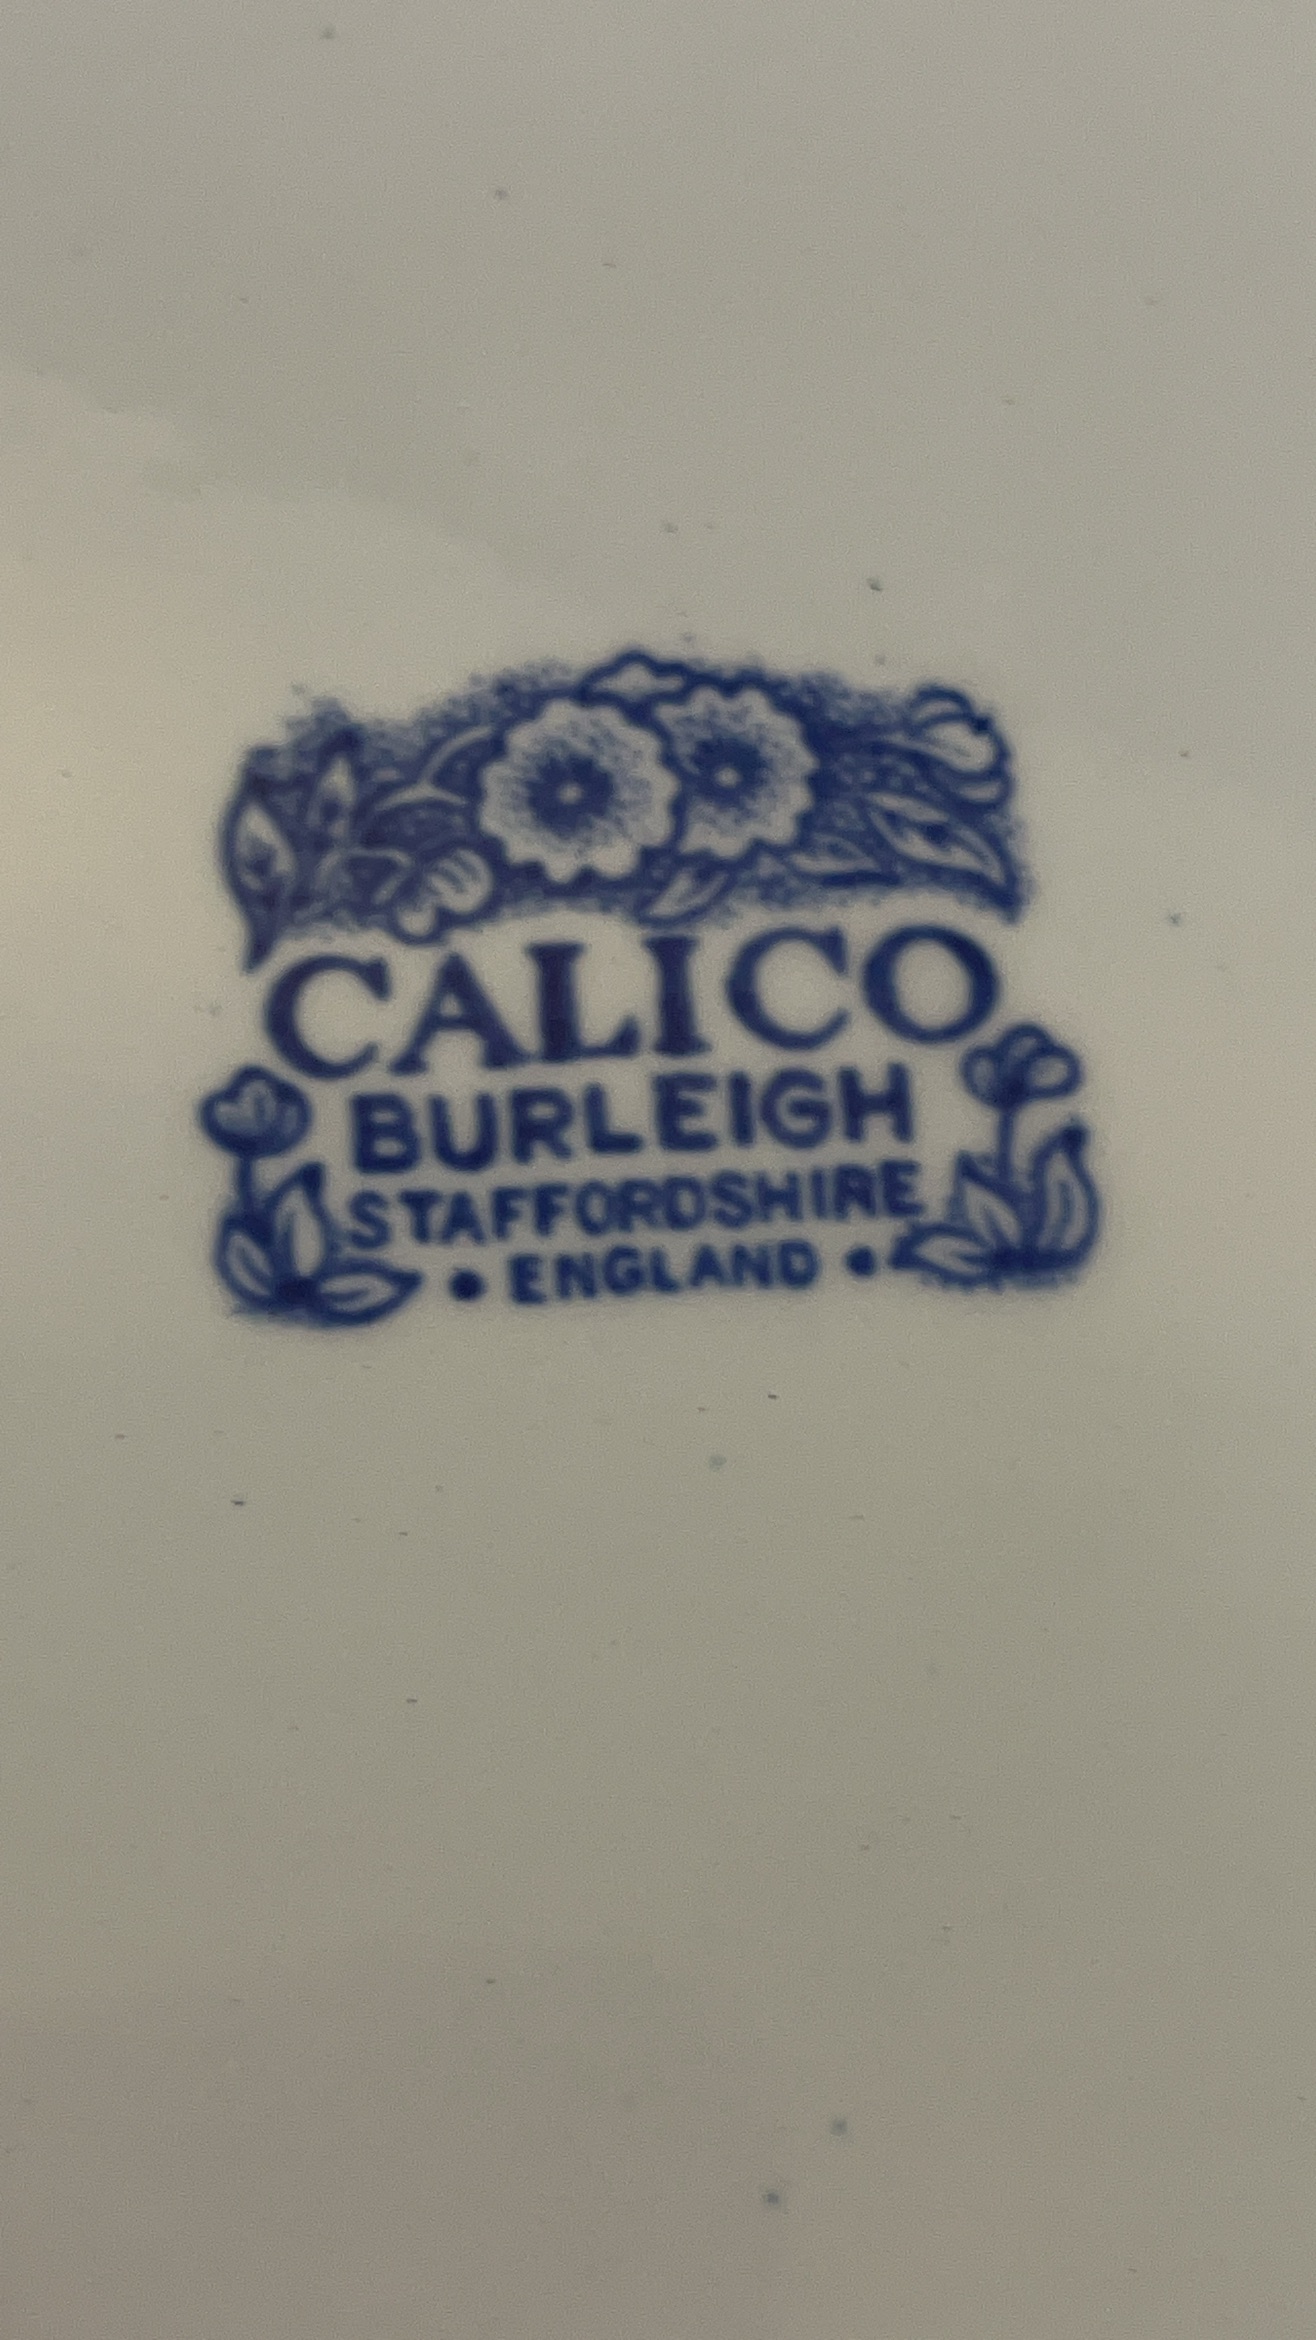 CALICO
BURLEIGH
STAFFORDSHIRE
• ENGLAND •